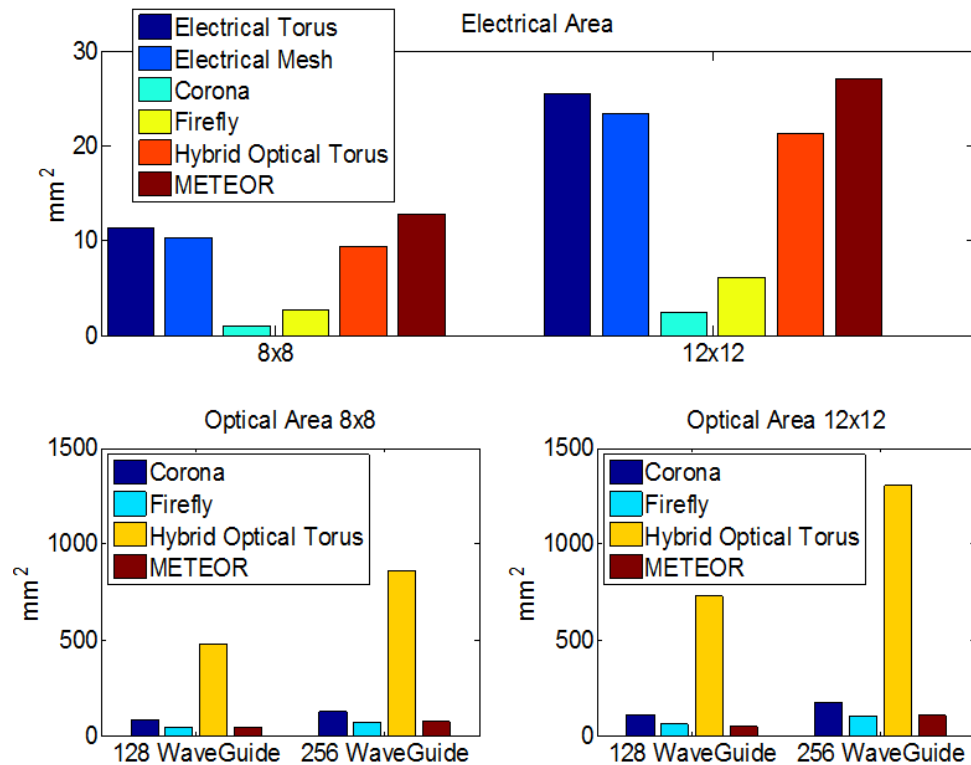 Electrical Area
Electrical Torus
Electrical Mesh
Corona
Firefly
Hybrid Optical Torus
METEOR
30
20
10
0
mm2
8x8
12x12
Optical Area 8x8
Corona
Firefly
Hybrid Optical Torus
METEOR
1500
1000
500
0
mm2
128 WaveGuide
256 WaveGuide
Optical Area 12x12
Corona
Firefly
Hybrid Optical Torus
METEOR
1500
1000
500
0
mm2
128 WaveGuide
256 WaveGuide